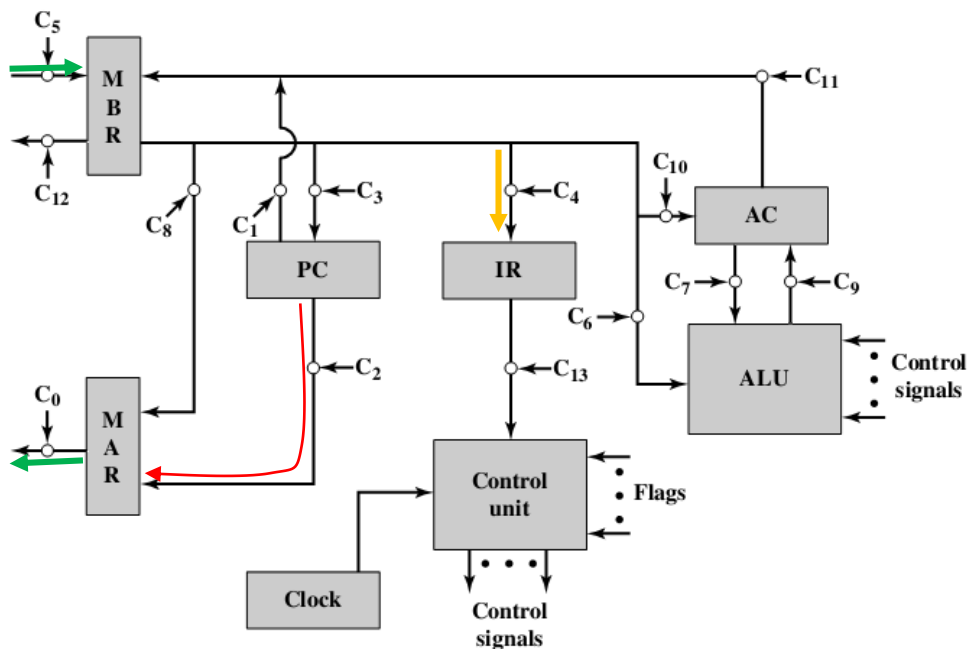 C5
M
B
R
C11
C12
C8
C1
C3
C4
C10
AC
PC
IR
C7
C9
C6
C2
C13
ALU
Control
signals
C0
M
A
R
Control
unit
Flags
Clock
Control
signals